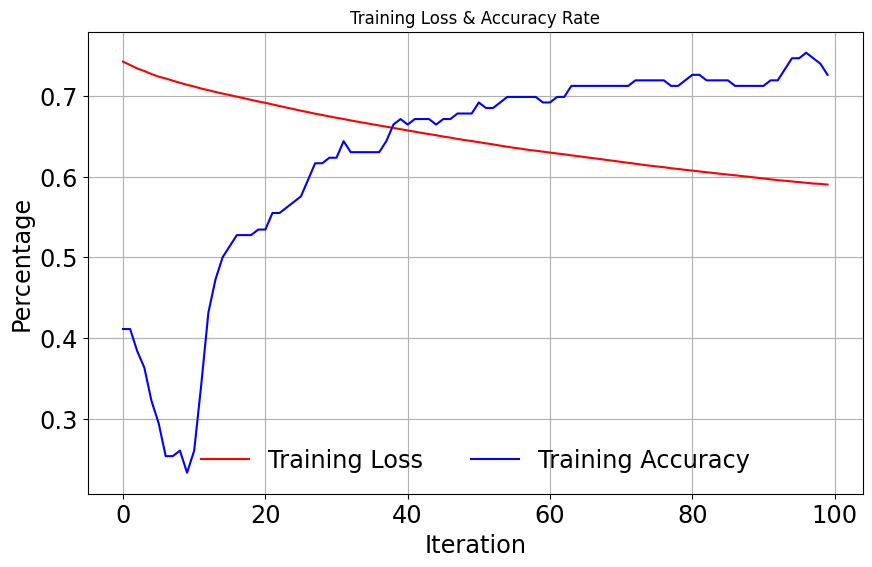 Training Loss & Accuracy Rate
0.7
0.6
0.5
0.4
0.3
Percentage
Training Loss Training Accuracy
0 20 40 60 80 100
Iteration